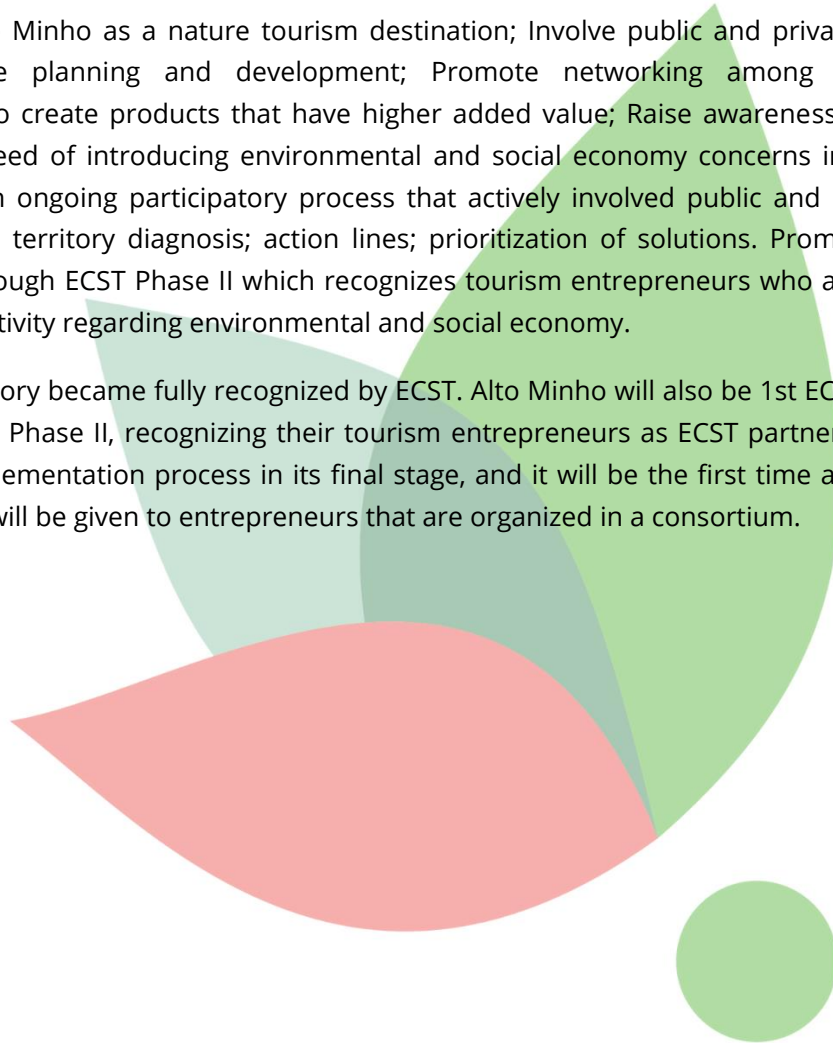 Minho as a nature tourism destination; Involve public and priva
planning and development; Promote networking among
create products that have higher added value; Raise awareness
eed of introducing environmental and social economy concerns i
ongoing participatory process that actively involved public and
territory diagnosis; action lines; prioritization of solutions. Prom
ough ECST Phase II which recognizes tourism entrepreneurs who a
tivity regarding environmental and social economy.
ory became fully recognized by ECST. Alto Minho will also be 1st EC
Phase II, recognizing their tourism entrepreneurs as ECST partner
lementation process in its final stage, and it will be the first time a
will be given to entrepreneurs that are organized in a consortium.